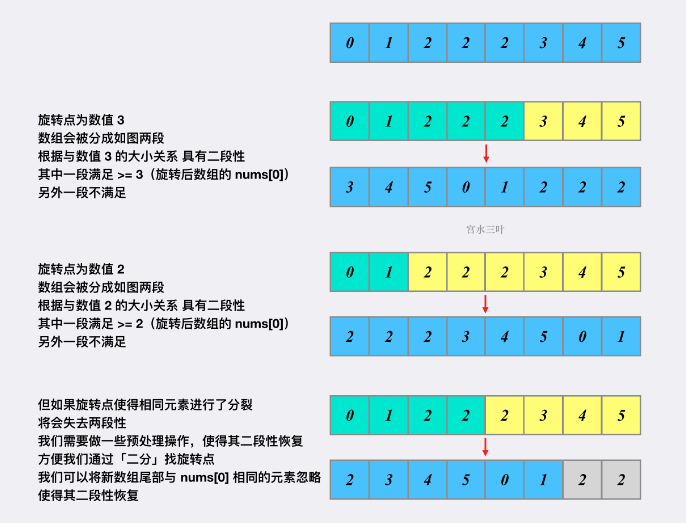 0 1 2 2 2 3 4 5
旋转点为数值 3
数组会被分成如图两段
根据与数值 3 的大小关系 具有二段性
其中一段满足 >= 3（旋转后数组的 nums[0]）
另外一段不满足
0 1 2 2 2 3 4 5
3 4 5 0 1 2 2 2
宫水三叶
旋转点为数值 2
数组会被分成如图两段
根据与数值 2 的大小关系 具有二段性
其中一段满足 >= 2（旋转后数组的 nums[0]）
另外一段不满足
0 1 2 2 2 3 4 5
2 2 2 3 4 5 0 1
但如果旋转点使得相同元素进行了分裂
将会失去两段性
我们需要做一些预处理操作，使得其二段性恢复
方便我们通过「二分」找旋转点
我们可以将新数组尾部与 nums[0] 相同的元素忽略
使得其二段性恢复
0 1 2 2 2 3 4 5
2 3 4 5 0 1 2 2